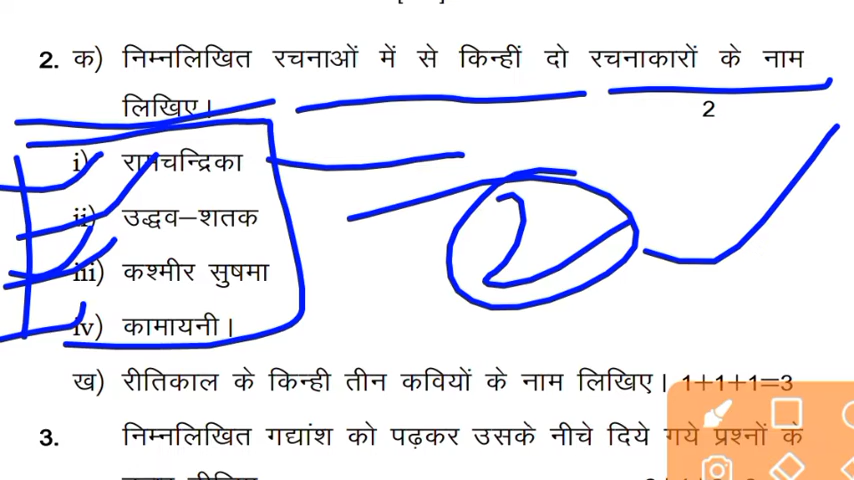 2. क) निम्नलिखित रचनाओं में से किन्हीं दो रचनाकारों के नाम
लिखिए। 2
i) रामचन्द्रिका
ii) उद्धव–शतक
iii) कश्मीर सुषमा
iv) कामायनी।
ख) रीतिकाल के किन्ही तीन कवियों के नाम लिखिए। 1+1+1=3
3. निम्नलिखित गद्यांश को पढ़कर उसके नीचे दिये गये प्रश्नों के